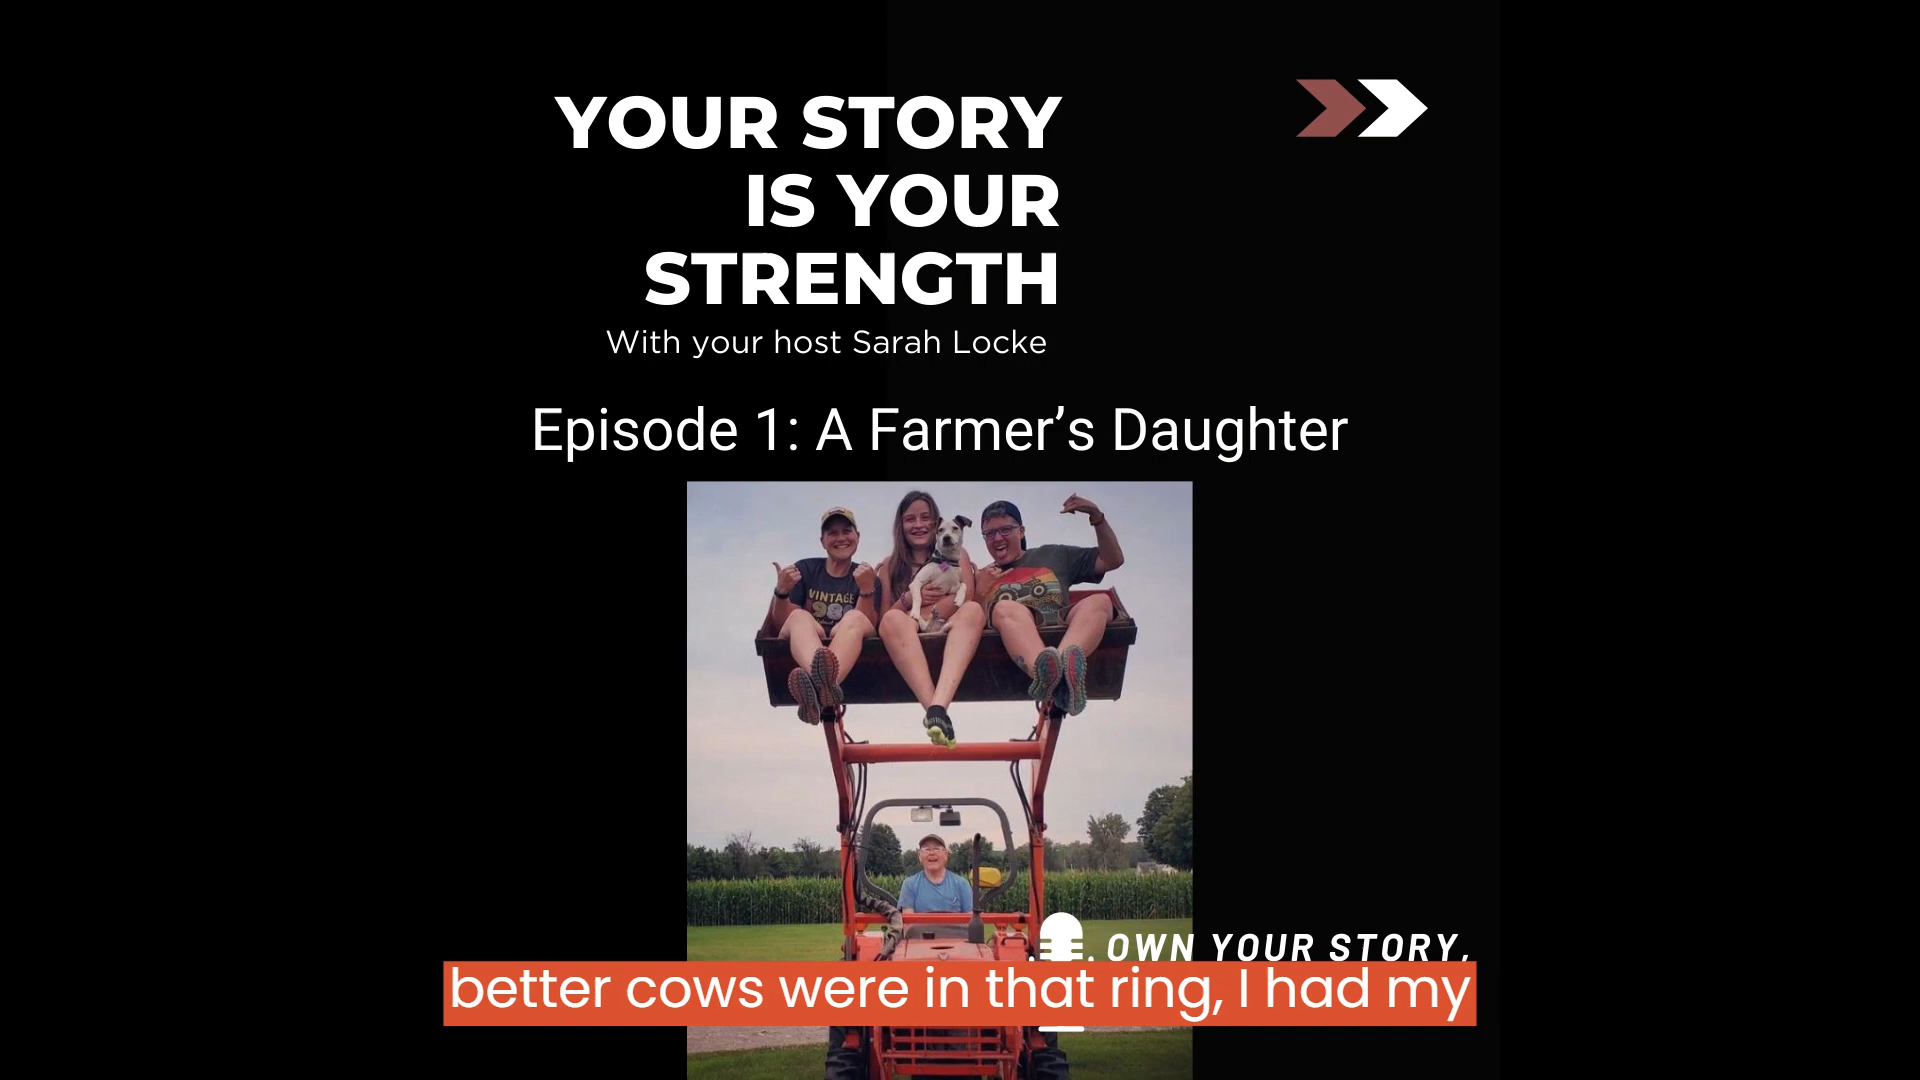 YOUR STORY
IS YOUR
STRENGTH
With your host Sarah Locke
Episode 1: A Farmer’s Daughter
VINTAGE
OWN YOUR STORY,
better cows were in that ring, I had my